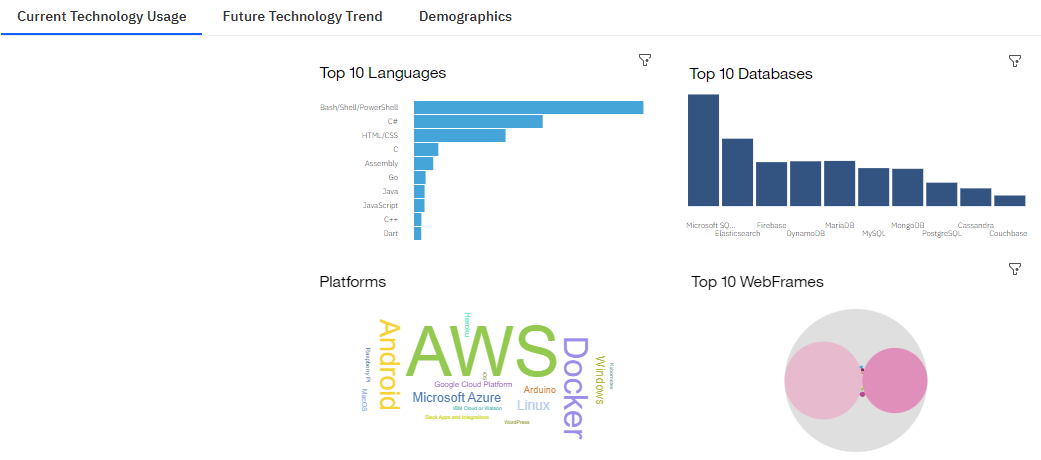 Current Technology Usage
Future Technology Trend
Demographics
Top 10 Languages
Bash/Shell/PowerShell
C#
HTML/CSS
C
Assembly
Go
Java
JavaScript
C++
Dart
Top 10 Databases
Microsoft SQ...
Elasticsearch
Firebase
DynamoDB
MariaDB
MySQL
MongoDB
PostgreSQL
Cassandra
Couchbase
Platforms
Raspberry Pi
MacOS
Android
AWS
Heroku
iOS
Google Cloud Platform
Microsoft Azure
IBM Cloud or Watson
Slack Apps and Integrations
WordPress
Arduino
Linux
Docker
Windows
Kubernetes
Top 10 WebFrames